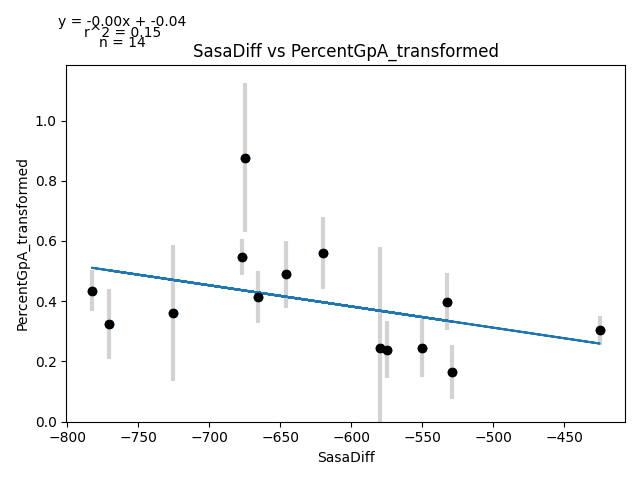 y = -0.00x + -0.04
r^2 = 0.15
n = 14
SasaDiff vs PercentGpA_transformed
PercentGpA_transformed
1.0
0.8
0.6
0.4
0.2
0.0
−800 −750 −700 −650 −600 −550 −500 −450
SasaDiff